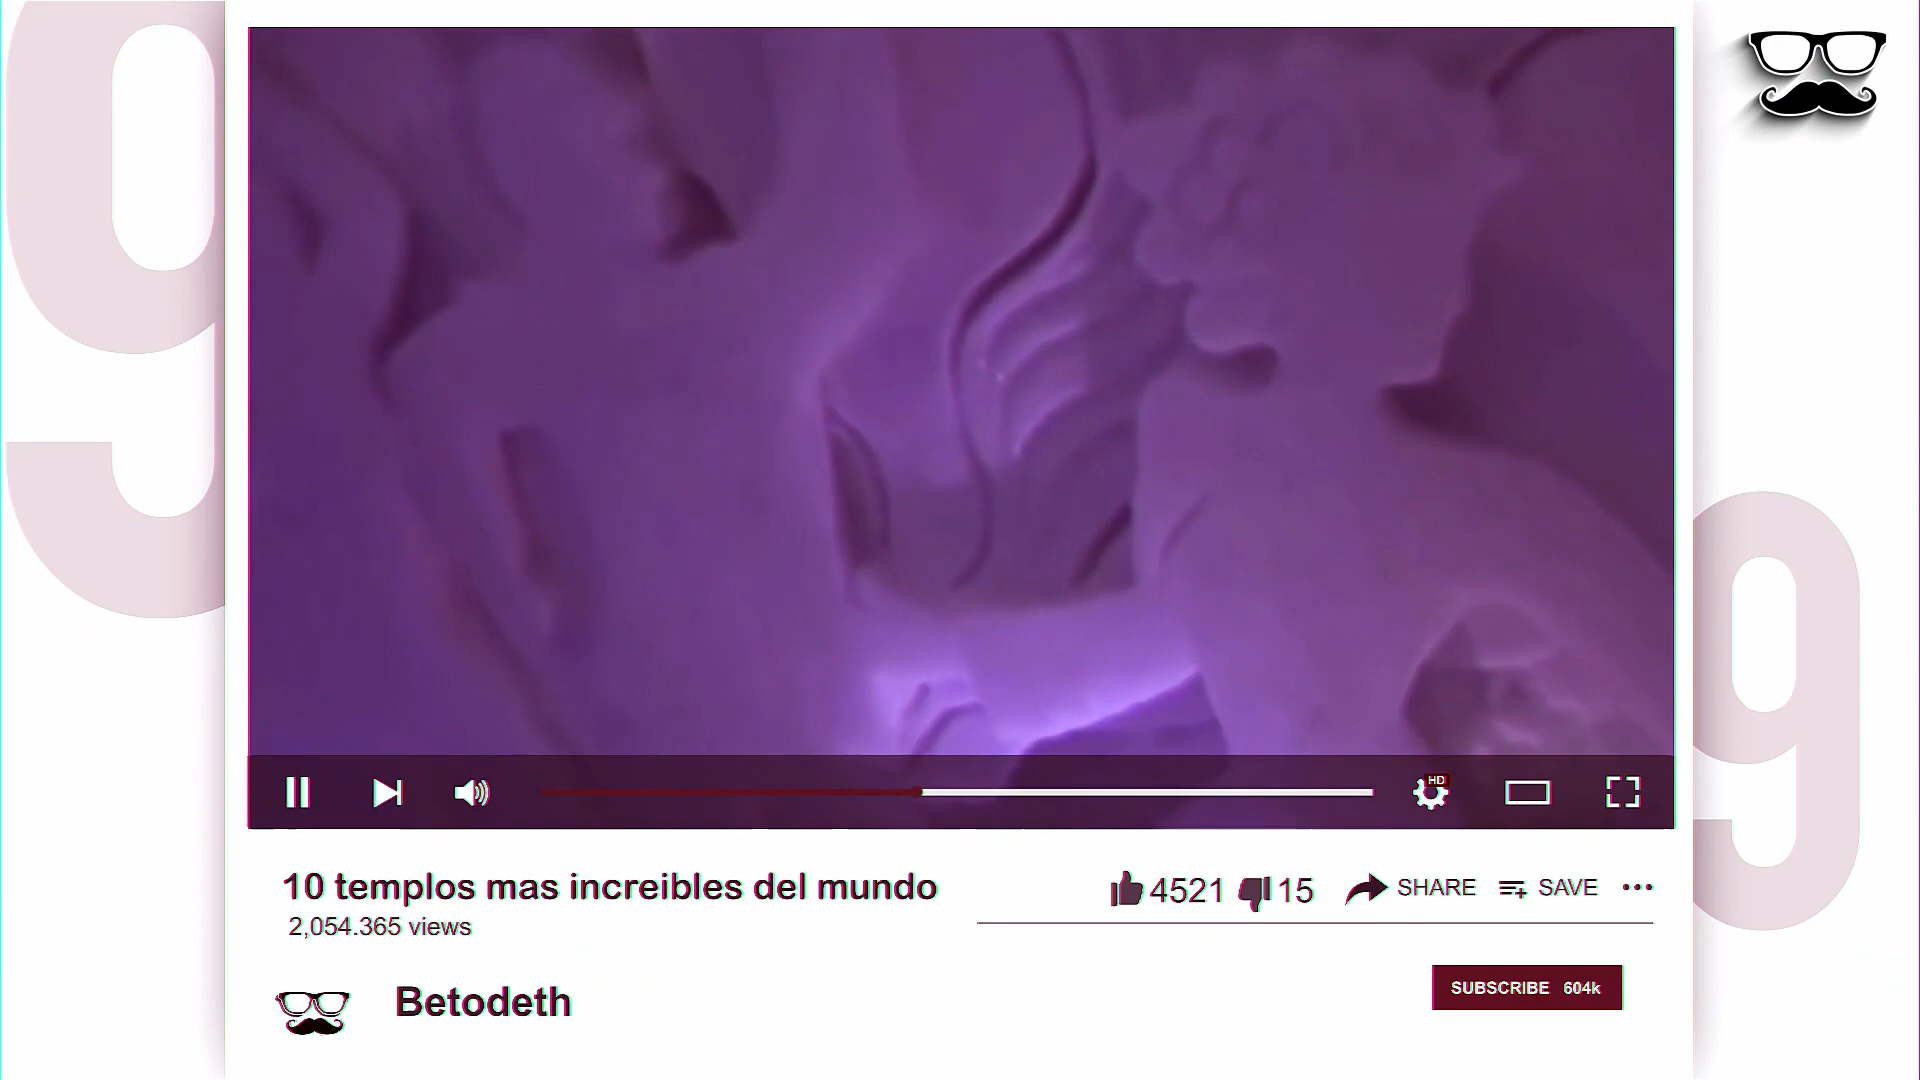 9
9
HD
10 templos mas increibles del mundo
4521 15 SHARE SAVE
2,054.365 views
Betodeth
SUBSCRIBE 604k